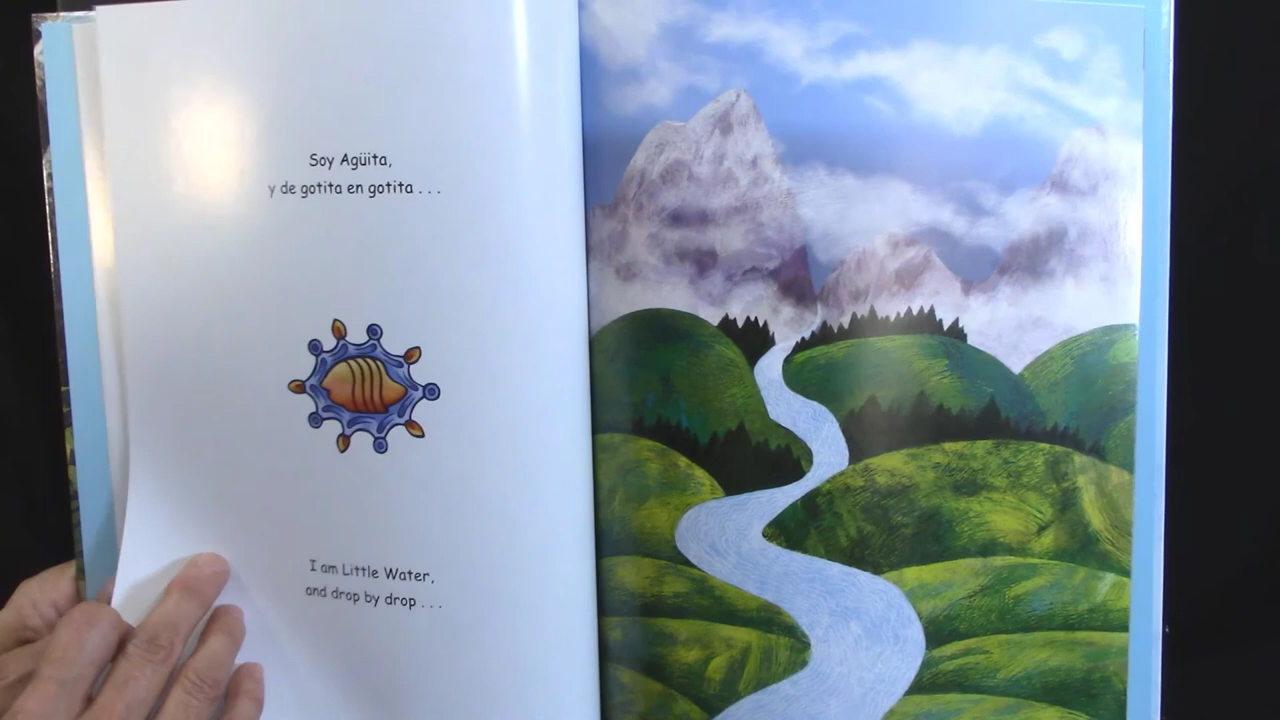 Soy Agüita,
y de gotita en gotita . . .
I am Little Water,
and drop by drop . . .